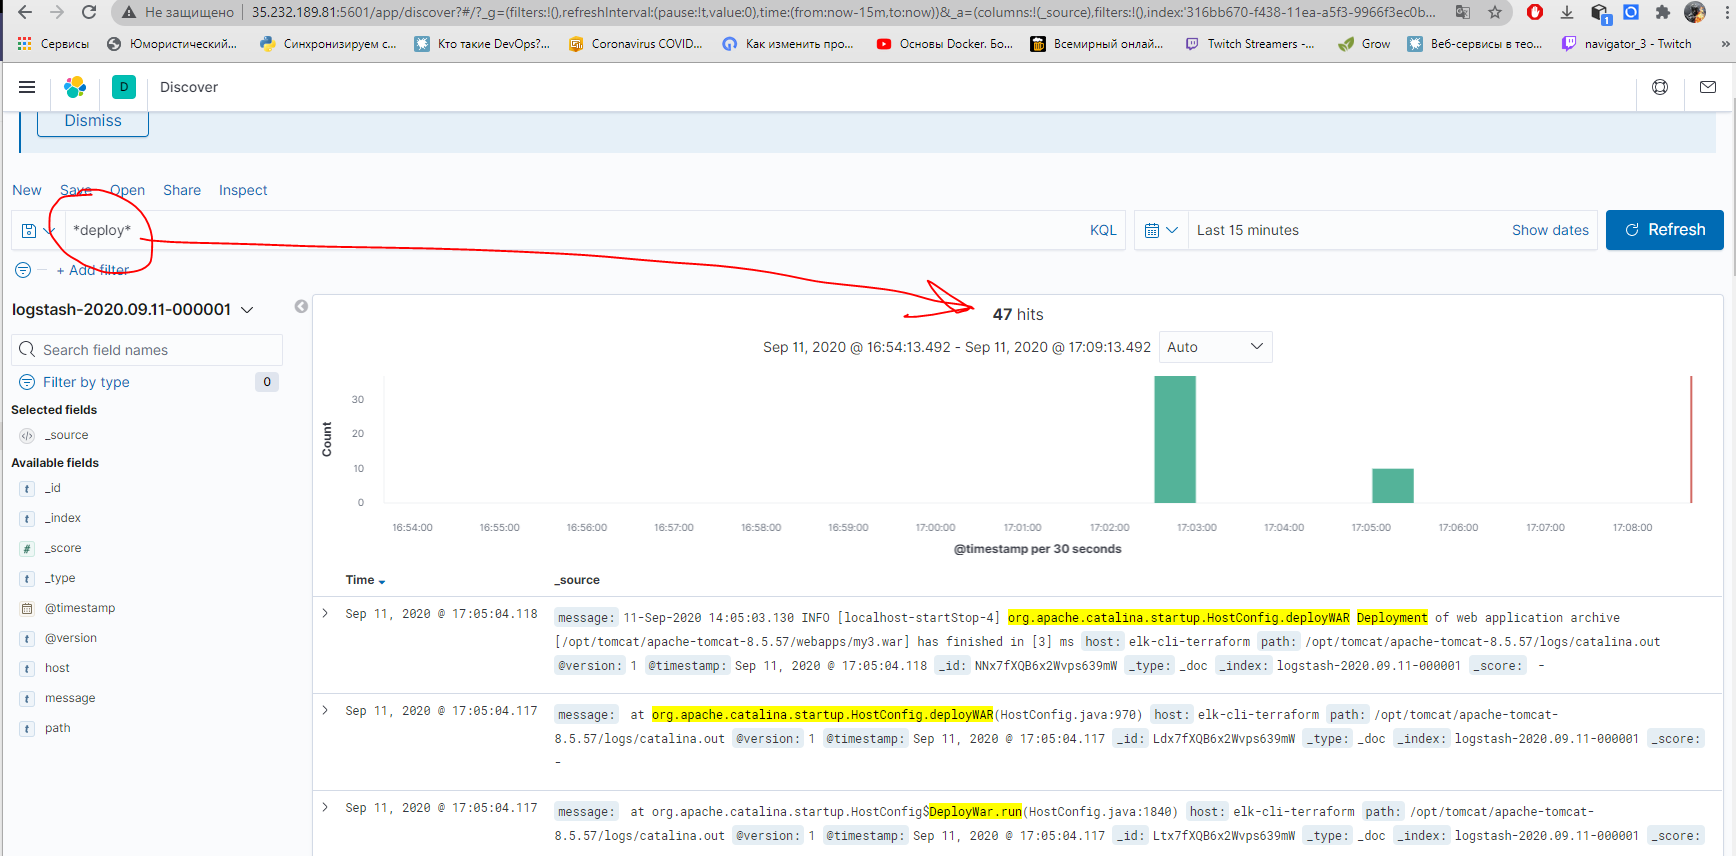 Не защищено 35.232.189.81:5601/app/discover?#/?_g=(filters:!(),refreshInterval:(pause:!t,value:0),time:(from:now-15m,to:now))&_a=(columns:!(_source),filters:!(),index:'316bb670-f438-11ea-a5f3-9966f3ec0b...
Сервисы Юмористический... Синхронизируем с... Кто такие DevOps?... Coronavirus COVID... Как изменить про... Основы Docker. Бо... Всемирный онлай... Twitch Streamers -... Grow Веб-сервисы в тео... navigator_3 - Twitch »
D Discover
Dismiss
New Save Open Share Inspect
*deploy* KQL Last 15 minutes Show dates Refresh
+ Add filter
logstash-2020.09.11-000001
Search field names
Filter by type 0
Selected fields
_source
Available fields
t _id
t _index
# _score
t _type
@timestamp
t @version
t host
t message
t path
47 hits
Sep 11, 2020 @ 16:54:13.492 - Sep 11, 2020 @ 17:09:13.492 Auto
Count
30
20
10
0
16:54:00 16:55:00 16:56:00 16:57:00 16:58:00 16:59:00 17:00:00 17:01:00 17:02:00 17:03:00 17:04:00 17:05:00 17:06:00 17:07:00 17:08:00
@timestamp per 30 seconds
Time _source
Sep 11, 2020 @ 17:05:04.118 message: 11-Sep-2020 14:05:03.130 INFO [localhost-startStop-4] org.apache.catalina.startup.HostConfig.deployWAR Deployment of web application archive
[/opt/tomcat/apache-tomcat-8.5.57/webapps/my3.war] has finished in [3] ms host: elk-cli-terraform path: /opt/tomcat/apache-tomcat-8.5.57/logs/catalina.out
@version: 1 @timestamp: Sep 11, 2020 @ 17:05:04.118 _id: NNx7fXQB6x2Wvps639mW _type: _doc _index: logstash-2020.09.11-000001 _score: -
Sep 11, 2020 @ 17:05:04.117 message: at org.apache.catalina.startup.HostConfig.deployWAR(HostConfig.java:970) host: elk-cli-terraform path: /opt/tomcat/apache-tomcat-
8.5.57/logs/catalina.out @version: 1 @timestamp: Sep 11, 2020 @ 17:05:04.117 _id: Ldx7fXQB6x2Wvps639mW _type: _doc _index: logstash-2020.09.11-000001 _score:
-
Sep 11, 2020 @ 17:05:04.117 message: at org.apache.catalina.startup.HostConfig$DeployWar.run(HostConfig.java:1840) host: elk-cli-terraform path: /opt/tomcat/apache-tomcat-
8.5.57/logs/catalina.out @version: 1 @timestamp: Sep 11, 2020 @ 17:05:04.117 _id: Ltx7fXQB6x2Wvps639mW _type: _doc _index: logstash-2020.09.11-000001 _score: